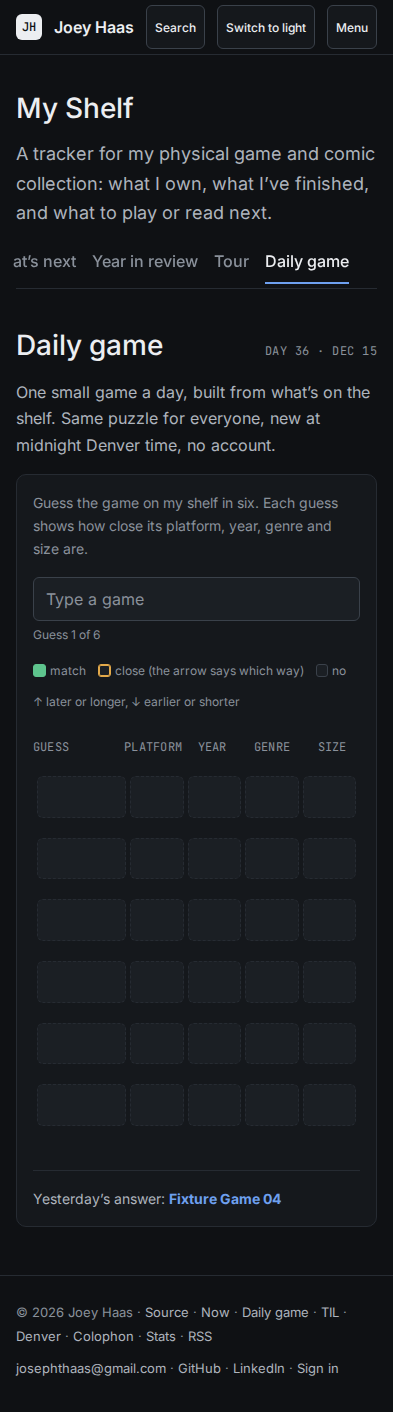 JH Joey Haas Search Switch to light Menu
My Shelf
A tracker for my physical game and comic
collection: what I own, what I’ve finished,
and what to play or read next.
at’s next Year in review Tour Daily game
Daily game DAY 36 · DEC 15
One small game a day, built from what’s on the
shelf. Same puzzle for everyone, new at
midnight Denver time, no account.
Guess the game on my shelf in six. Each guess
shows how close its platform, year, genre and
size are.
Type a game
Guess 1 of 6
match close (the arrow says which way) no
↑ later or longer, ↓ earlier or shorter
GUESS PLATFORM YEAR GENRE SIZE
Yesterday’s answer: Fixture Game 04
© 2026 Joey Haas · Source · Now · Daily game · TIL ·
Denver · Colophon · Stats · RSS
josephthaas@gmail.com · GitHub · LinkedIn · Sign in